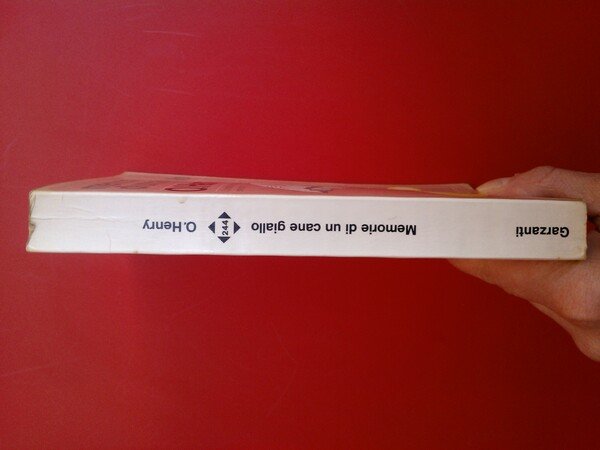 Garzanti
Memorie di un cane giallo
244
O. Henry